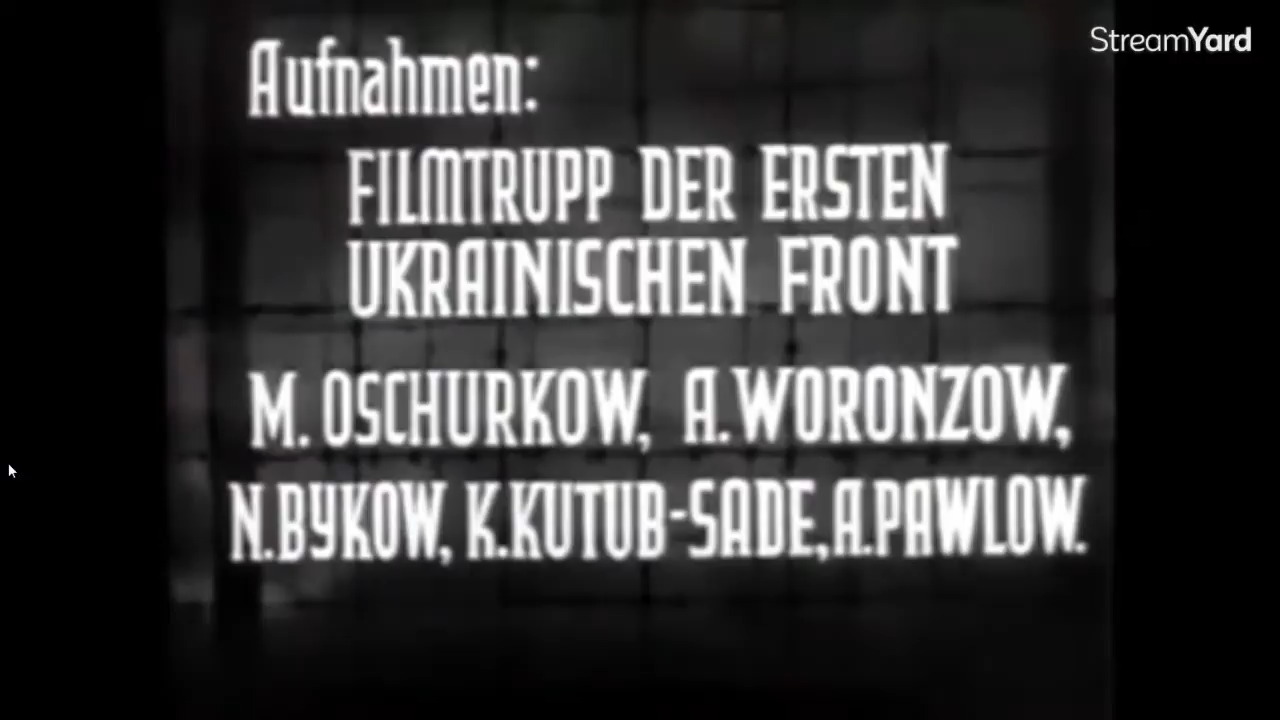 StreamYard
Aufnahmen:
FILMTRUPP DER ERSTEN
UKRAINISCHEN FRONT
M. OSCHURKOW, A. WORONZOW,
N. BYKOW, K. KUTUB-SADE, A. PAWLOW.